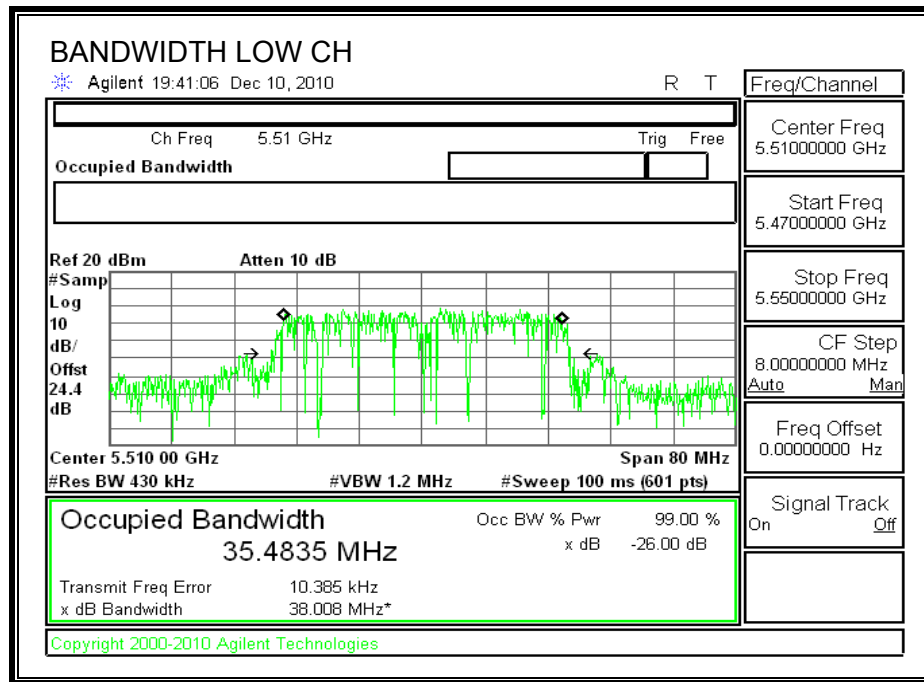 BANDWIDTH LOW CH
Agilent 19:41:06 Dec 10, 2010
R T
Freq/Channel
Ch Freq 5.51 GHz
Trig Free
Occupied Bandwidth
Center Freq
5.51000000 GHz
Start Freq
5.47000000 GHz
Stop Freq
5.55000000 GHz
CF Step
8.00000000 MHz
Auto Man
Freq Offset
0.00000000 Hz
Signal Track
On Off
Ref 20 dBm
Atten 10 dB
#Samp
Log
10
dB/
Offst
24.4
dB
Center 5.510 00 GHz
Span 80 MHz
#Res BW 430 kHz
#VBW 1.2 MHz
#Sweep 100 ms (601 pts)
Occupied Bandwidth
35.4835 MHz
Occ BW % Pwr 99.00 %
x dB -26.00 dB
Transmit Freq Error 10.385 kHz
x dB Bandwidth 38.008 MHz*
Copyright 2000-2010 Agilent Technologies